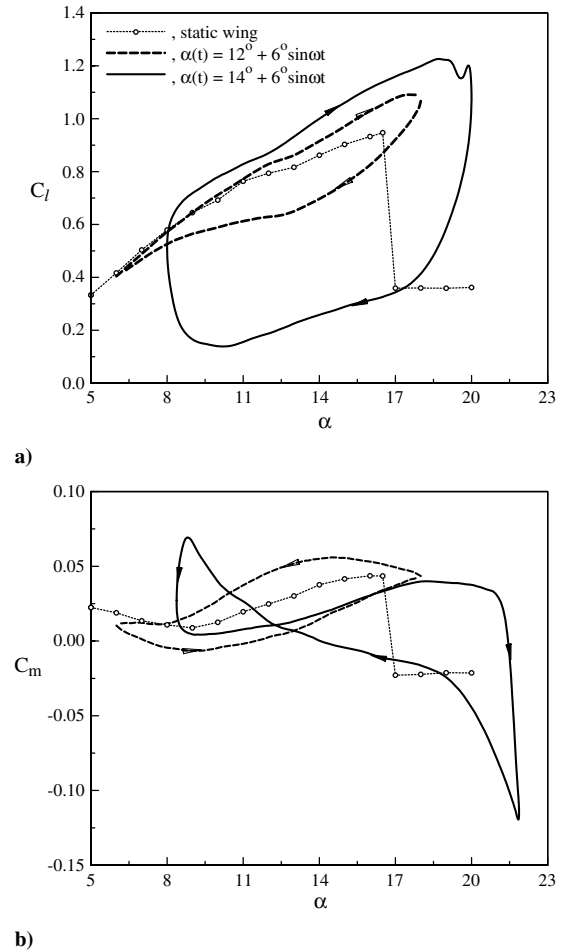 1.4
1.2
1.0
0.8
0.6
0.4
0.2
0.0
C_l
, static wing
, α(t) = 12° + 6° sinωt
, α(t) = 14° + 6° sinωt
5 8 11 14 17 20 23
α
a)
0.10
0.05
0.00
-0.05
-0.10
-0.15
C_m
5 8 11 14 17 20 23
α
b)